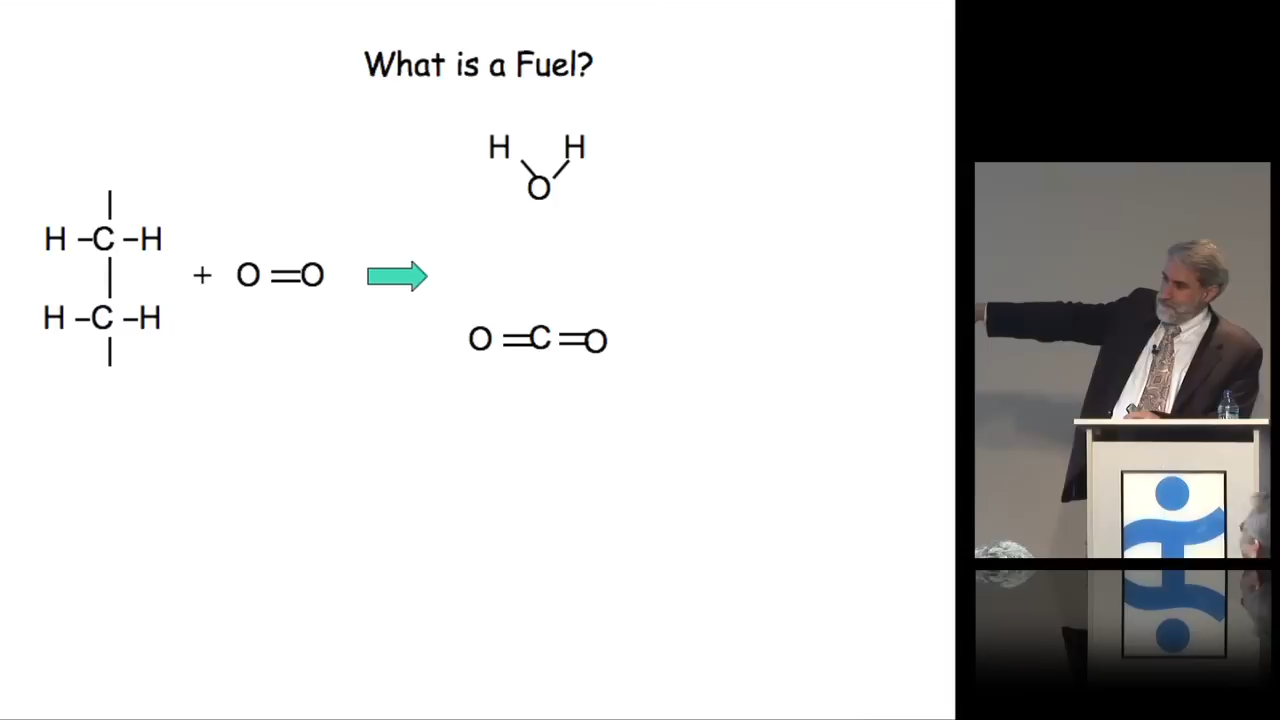 What is a Fuel?
H H
O
H –C –H
+ O =O
H –C –H
O =C =O